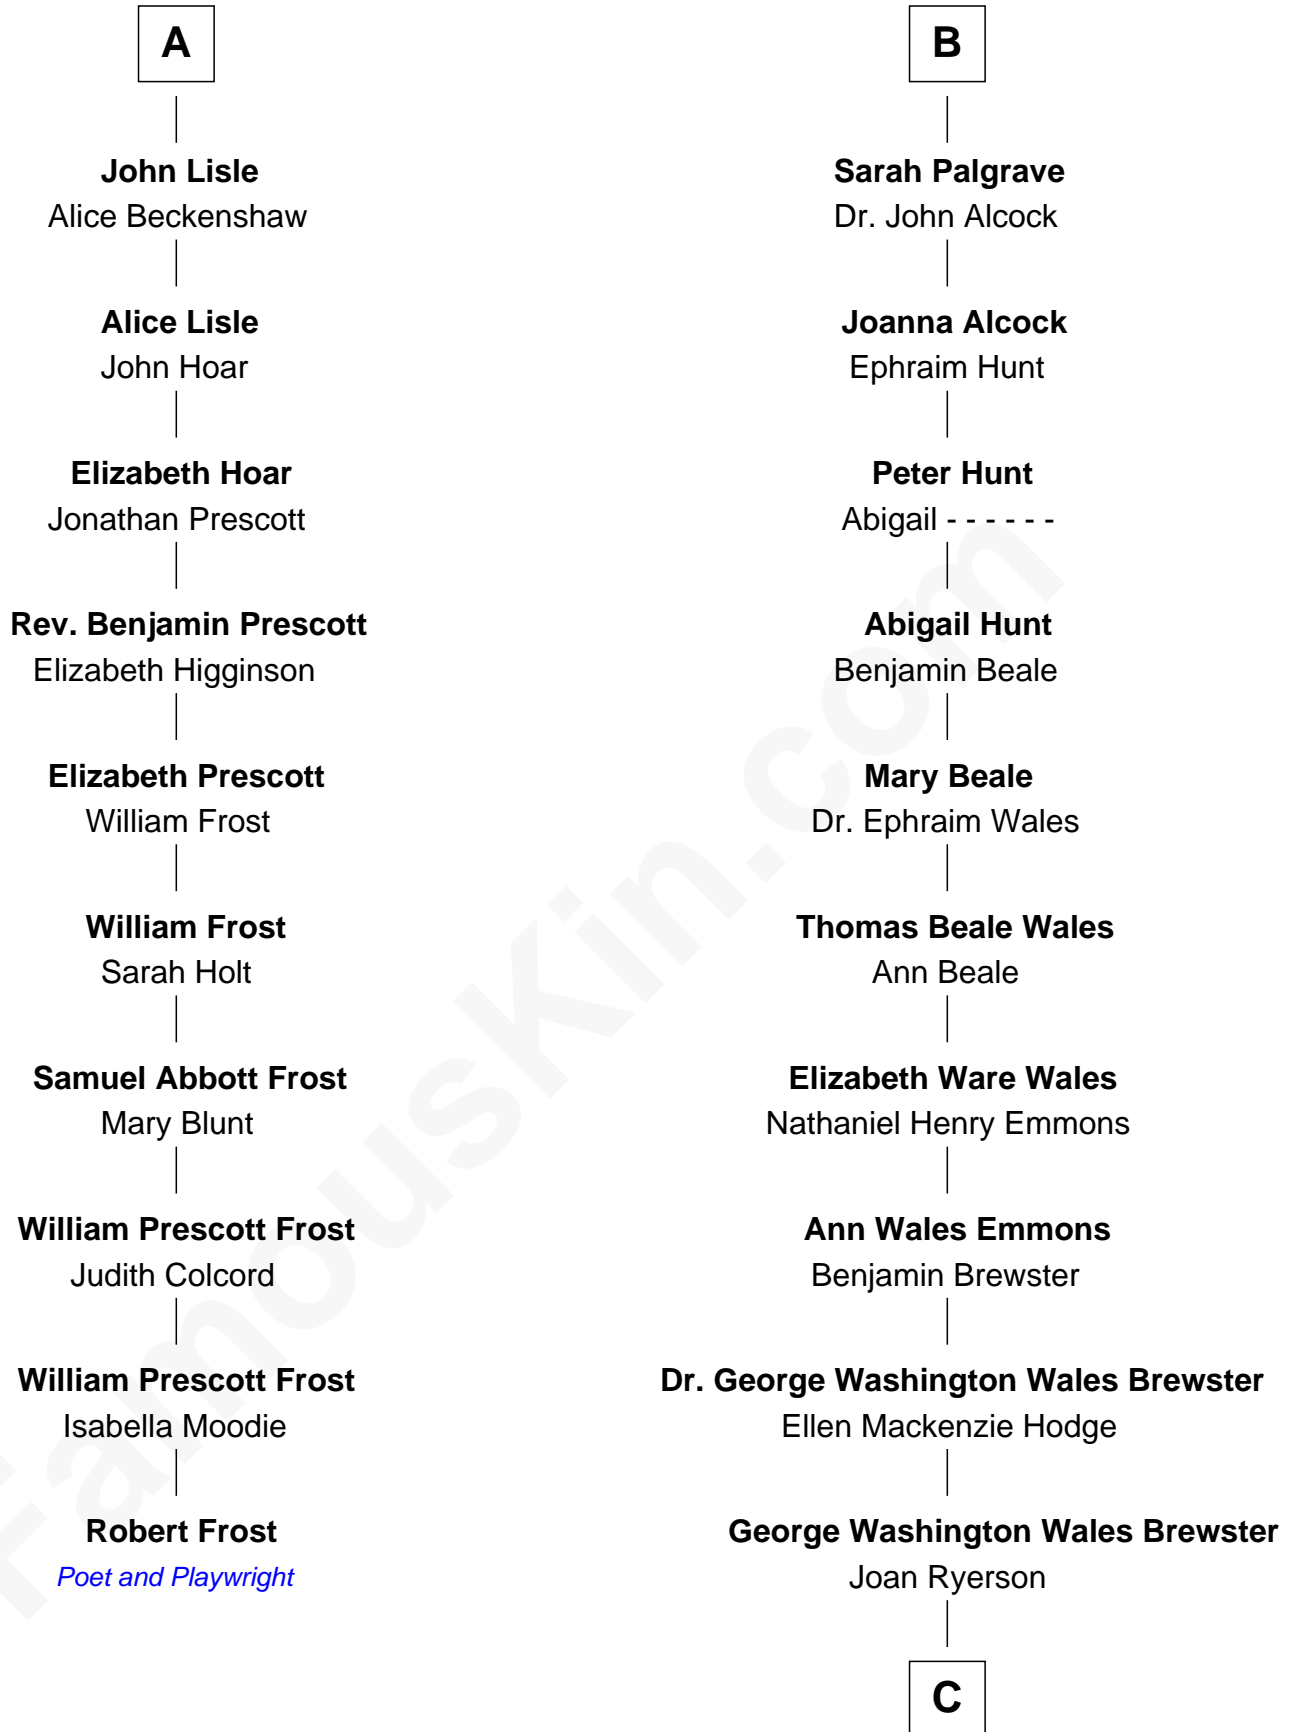 A
John Lisle
Alice Beckenshaw
Alice Lisle
John Hoar
Elizabeth Hoar
Jonathan Prescott
Rev. Benjamin Prescott
Elizabeth Higginson
Elizabeth Prescott
William Frost
William Frost
Sarah Holt
Samuel Abbott Frost
Mary Blunt
William Prescott Frost
Judith Colcord
William Prescott Frost
Isabella Moodie
Robert Frost
Poet and Playwright
B
Sarah Palgrave
Dr. John Alcock
Joanna Alcock
Ephraim Hunt
Peter Hunt
Abigail - - - - - -
Abigail Hunt
Benjamin Beale
Mary Beale
Dr. Ephraim Wales
Thomas Beale Wales
Ann Beale
Elizabeth Ware Wales
Nathaniel Henry Emmons
Ann Wales Emmons
Benjamin Brewster
Dr. George Washington Wales Brewster
Ellen Mackenzie Hodge
George Washington Wales Brewster
Joan Ryerson
C
FamousKin.com